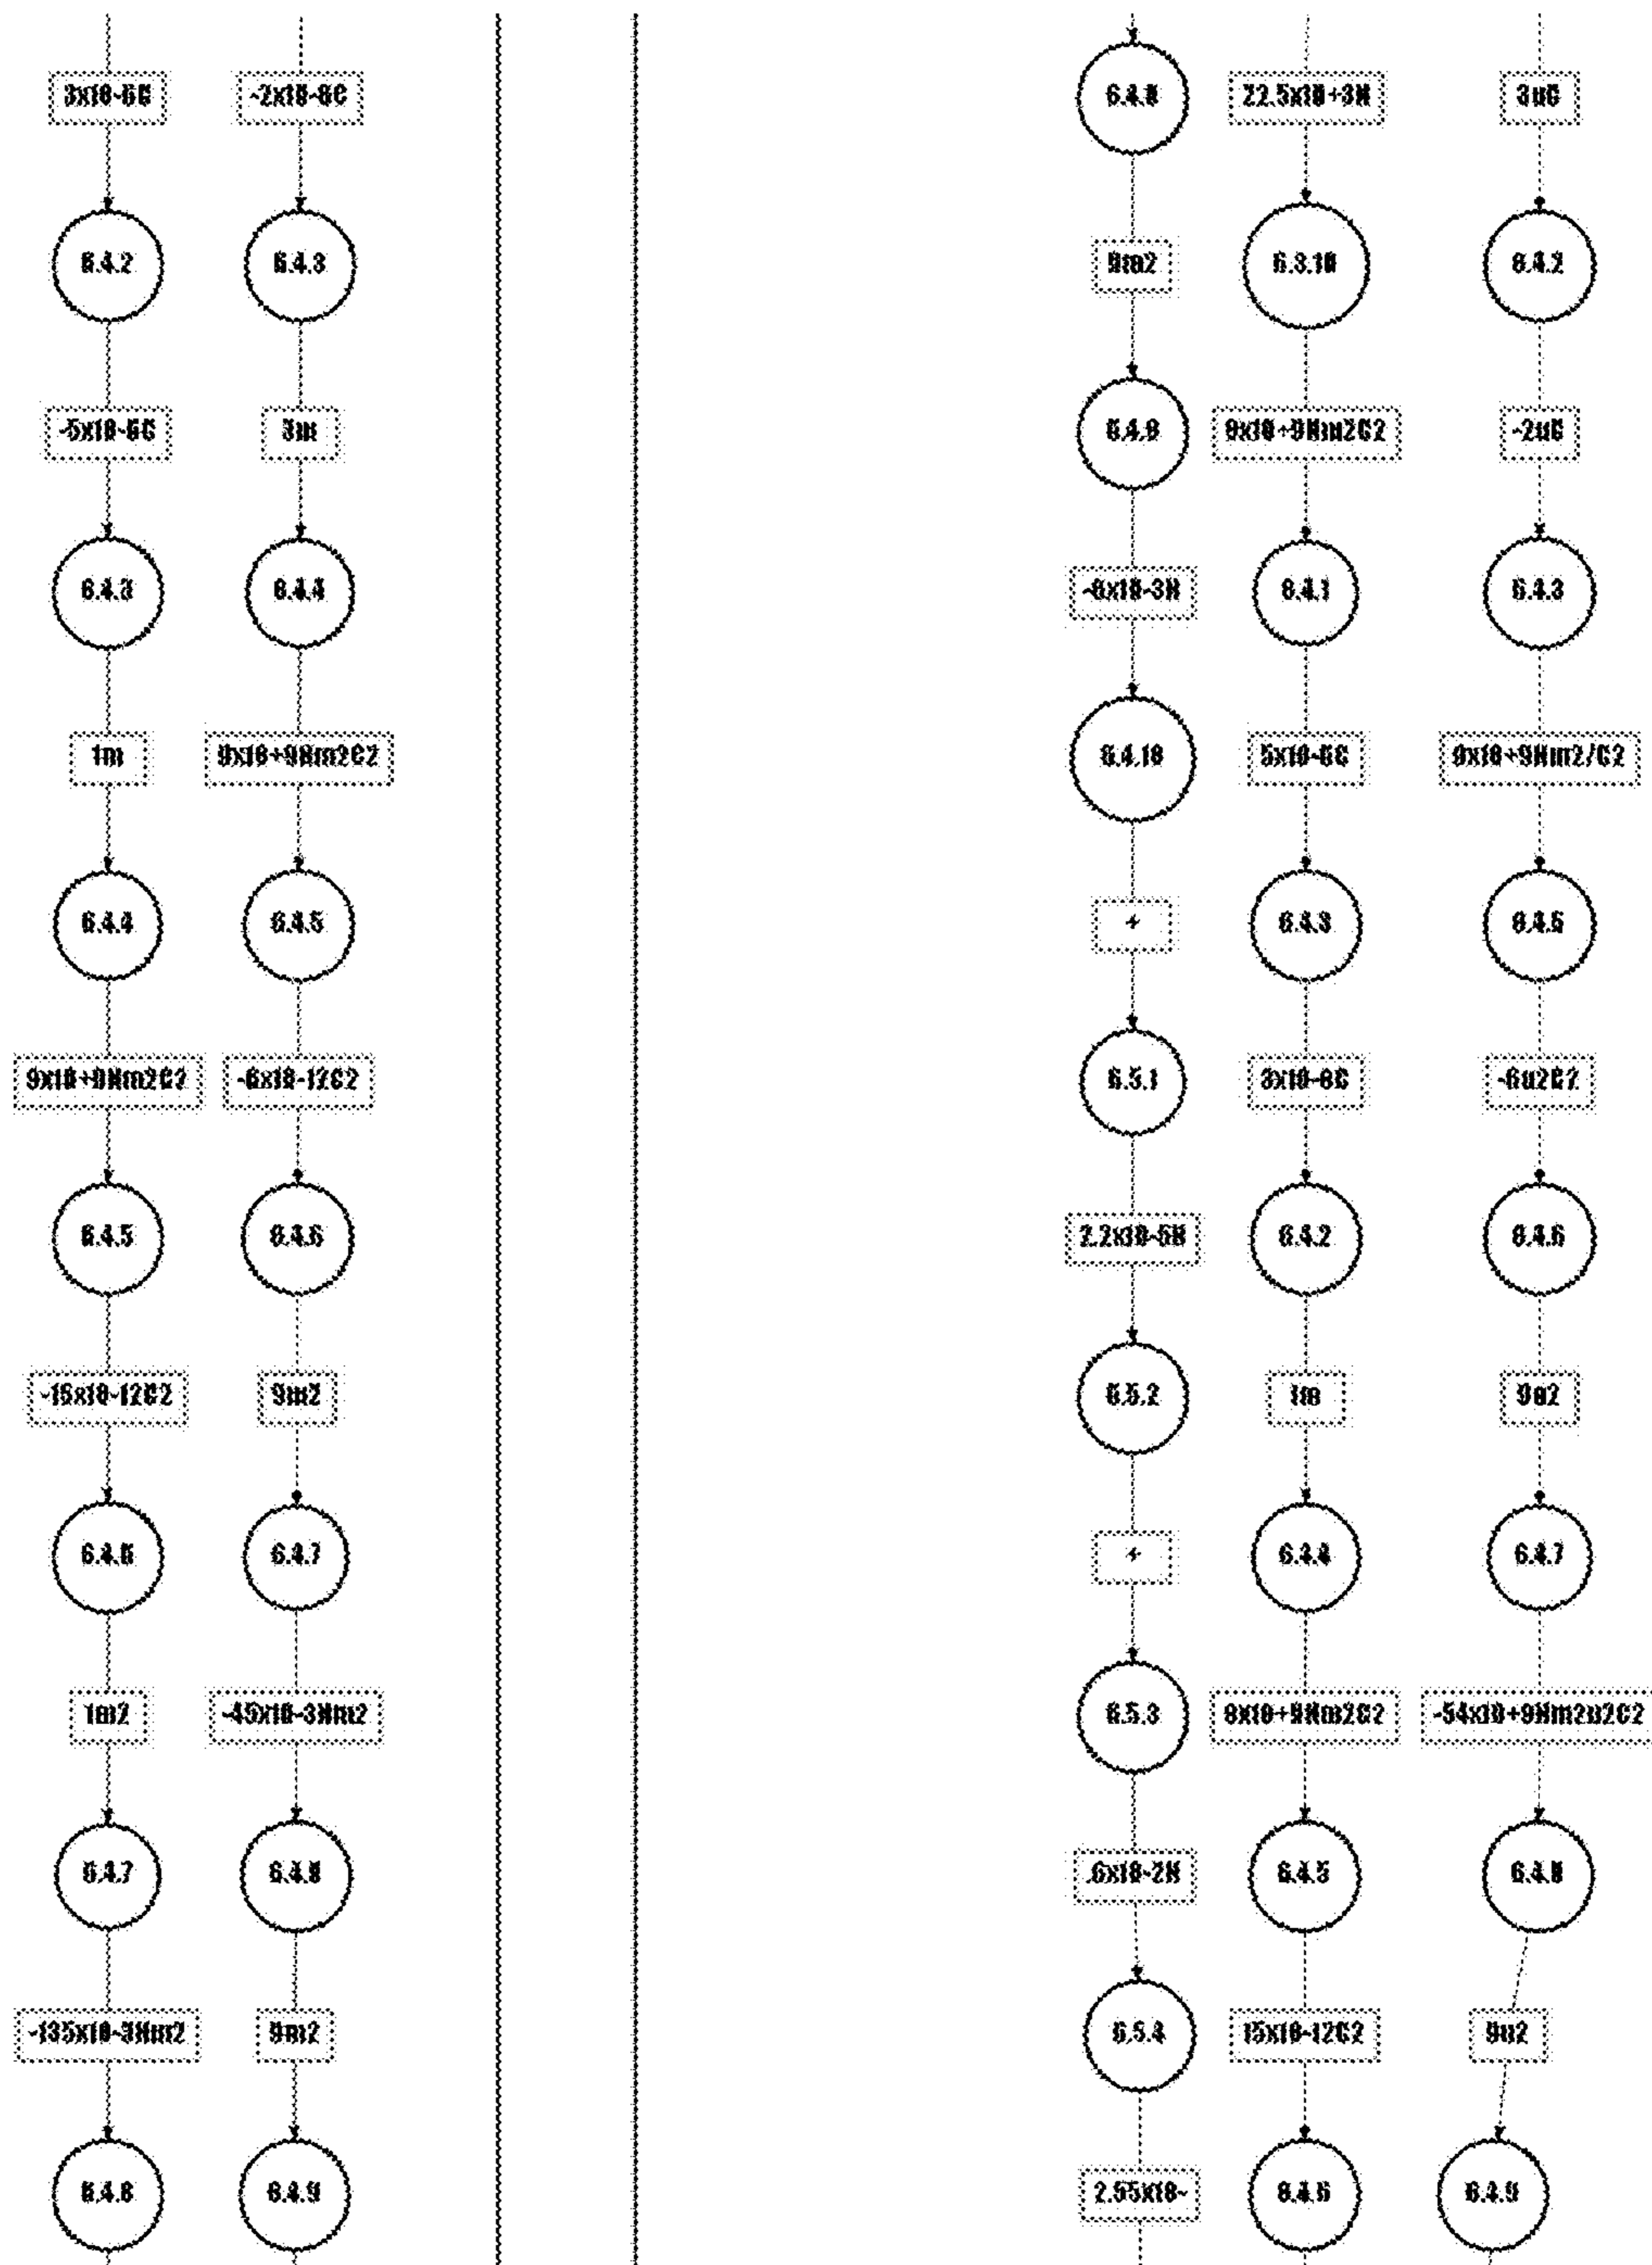 3x10-6C
6.4.2
-5x10-6C
6.4.3
1m
6.4.4
9x10+9Nm2C2
6.4.5
-15x10-12C2
6.4.6
1m2
6.4.7
-135x10-3Nm2
6.4.8
-2x10-6C
6.4.3
3m
6.4.4
9x10+9Nm2C2
6.4.5
-6x10-12C2
6.4.6
9m2
6.4.7
-45x10-3Nm2
6.4.8
9m2
6.4.9
6.4.8
9m2
6.4.9
-6x10-3N
6.4.10
+
6.5.1
2.2x10-5N
6.5.2
+
6.5.3
.6x10-2N
6.5.4
2.55x10-
22.5x10+3N
6.3.10
9x10+9Nm2C2
6.4.1
5x10-6C
6.4.3
3x10-6C
6.4.2
1m
6.4.4
9x10+9Nm2C2
6.4.5
15x10-12C2
6.4.6
3uC
6.4.2
-2uC
6.4.3
9x10+9Nm2/C2
6.4.5
-6u2C2
6.4.6
9u2
6.4.7
-54x10+9Nm2u2C2
6.4.8
9u2
6.4.9